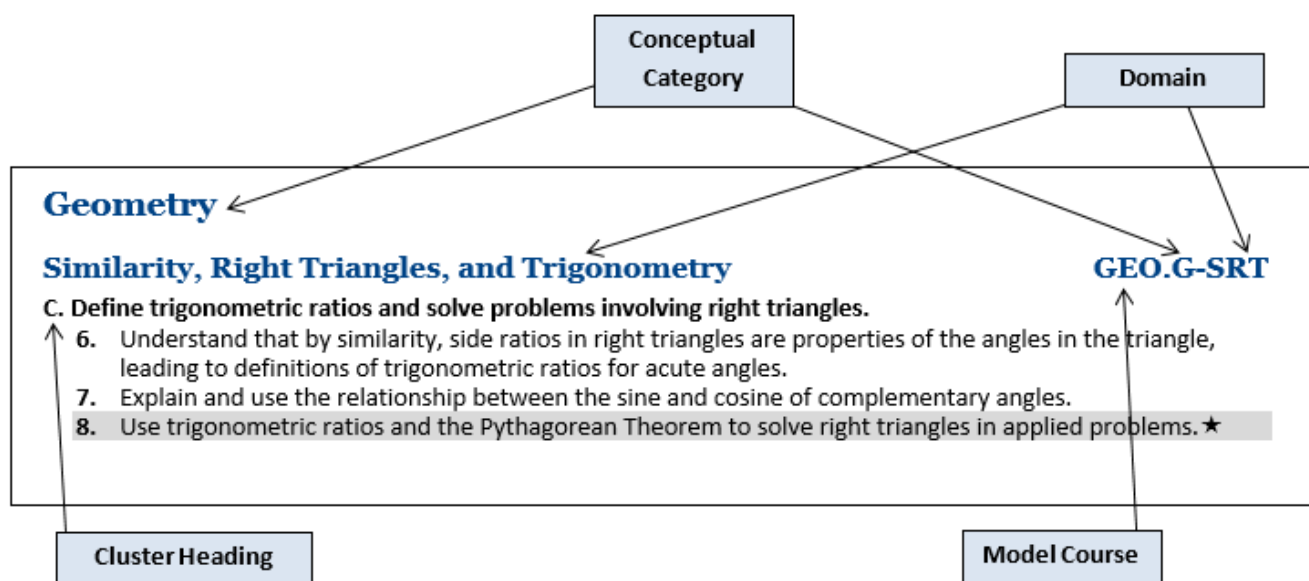 Conceptual
Category
Domain
Geometry
Similarity, Right Triangles, and Trigonometry GEO.G-SRT
C. Define trigonometric ratios and solve problems involving right triangles.
6. Understand that by similarity, side ratios in right triangles are properties of the angles in the triangle,
leading to definitions of trigonometric ratios for acute angles.
7. Explain and use the relationship between the sine and cosine of complementary angles.
8. Use trigonometric ratios and the Pythagorean Theorem to solve right triangles in applied problems.★
Cluster Heading
Model Course